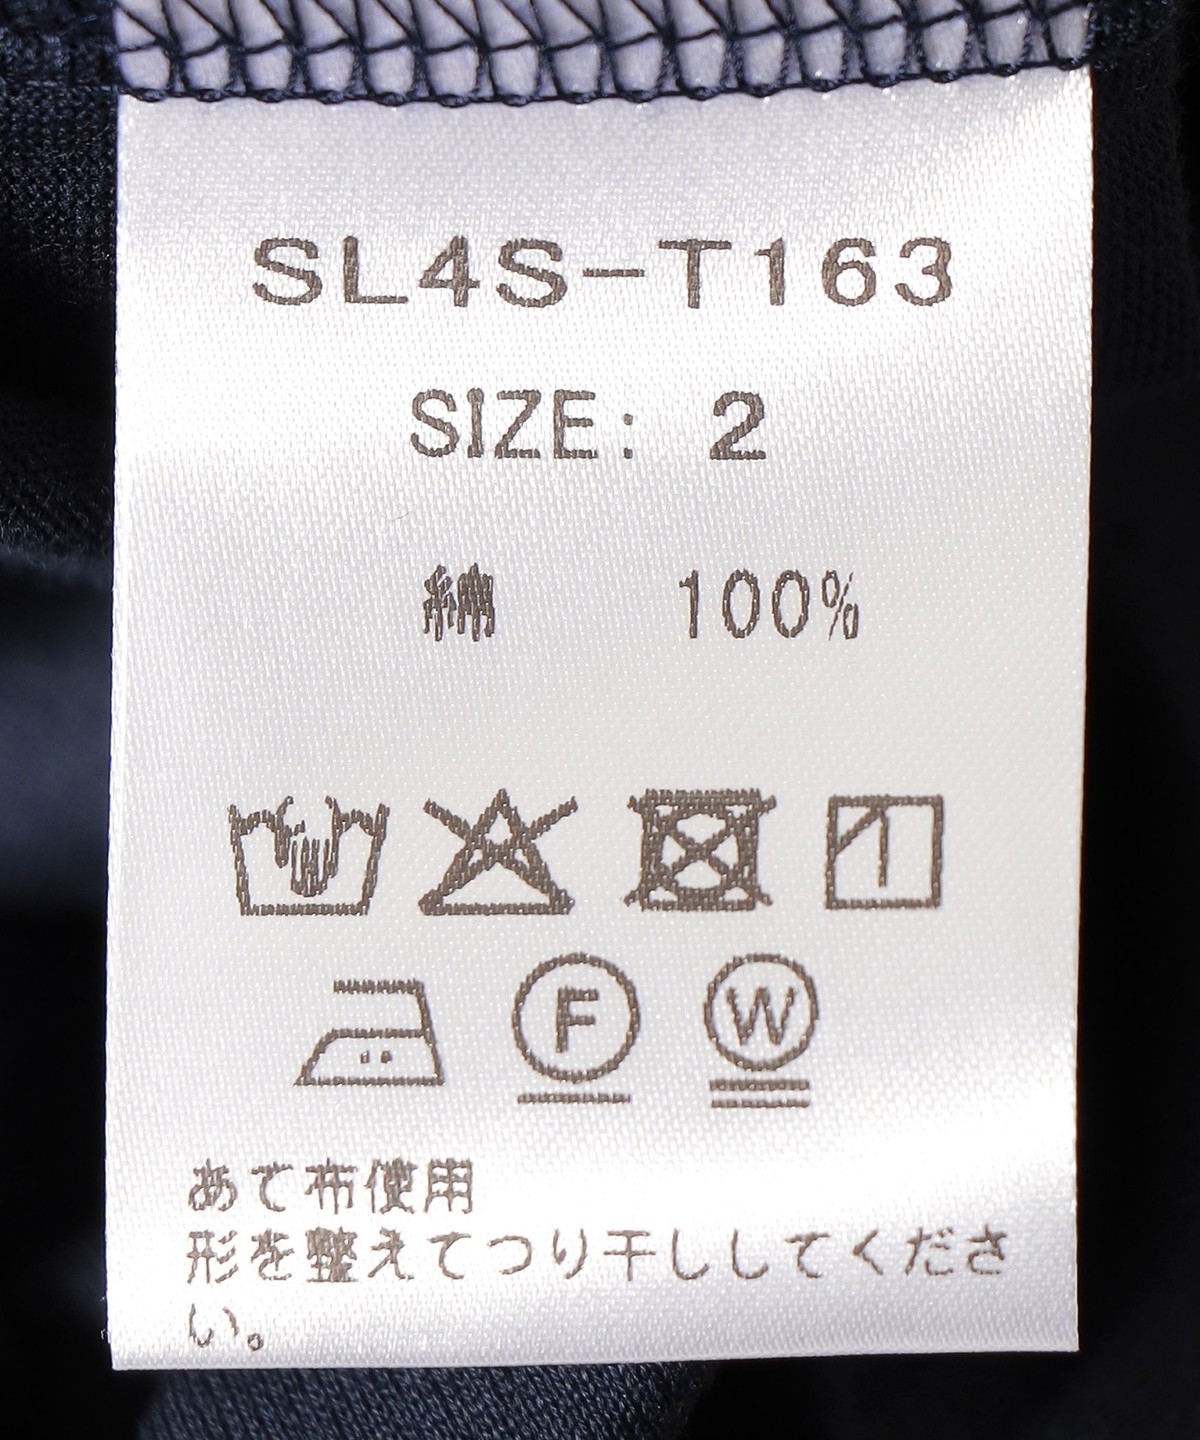 SL4S-T163
SIZE: 2
綿 100%
F W
あて布使用
形を整えてつり干ししてくださ
い。